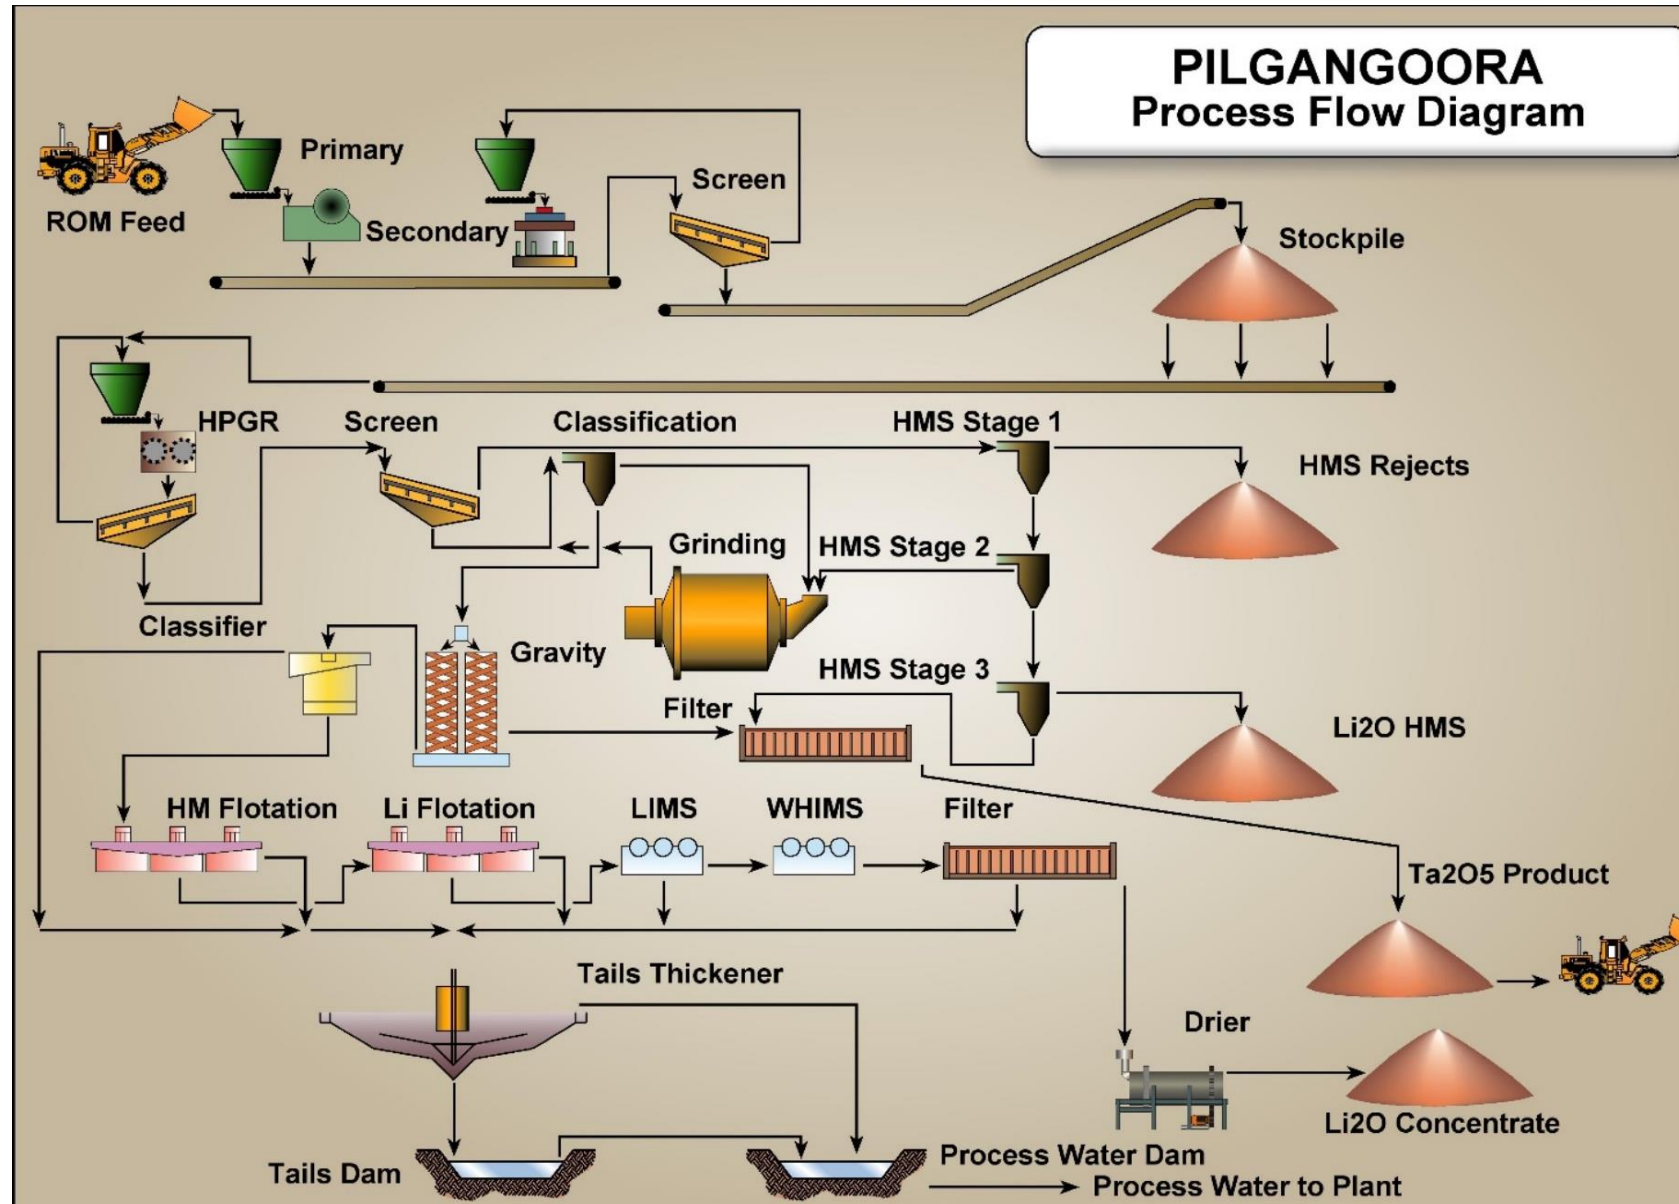 PILGANGOORA
Process Flow Diagram
Primary
Screen
ROM Feed
Secondary
Stockpile
HPGR
Screen
Classification
HMS Stage 1
HMS Rejects
Grinding
HMS Stage 2
Classifier
Gravity
HMS Stage 3
Filter
Li2O HMS
HM Flotation
Li Flotation
LIMS
WHIMS
Filter
Ta2O5 Product
Tails Thickener
Drier
Li2O Concentrate
Tails Dam
Process Water Dam
Process Water to Plant